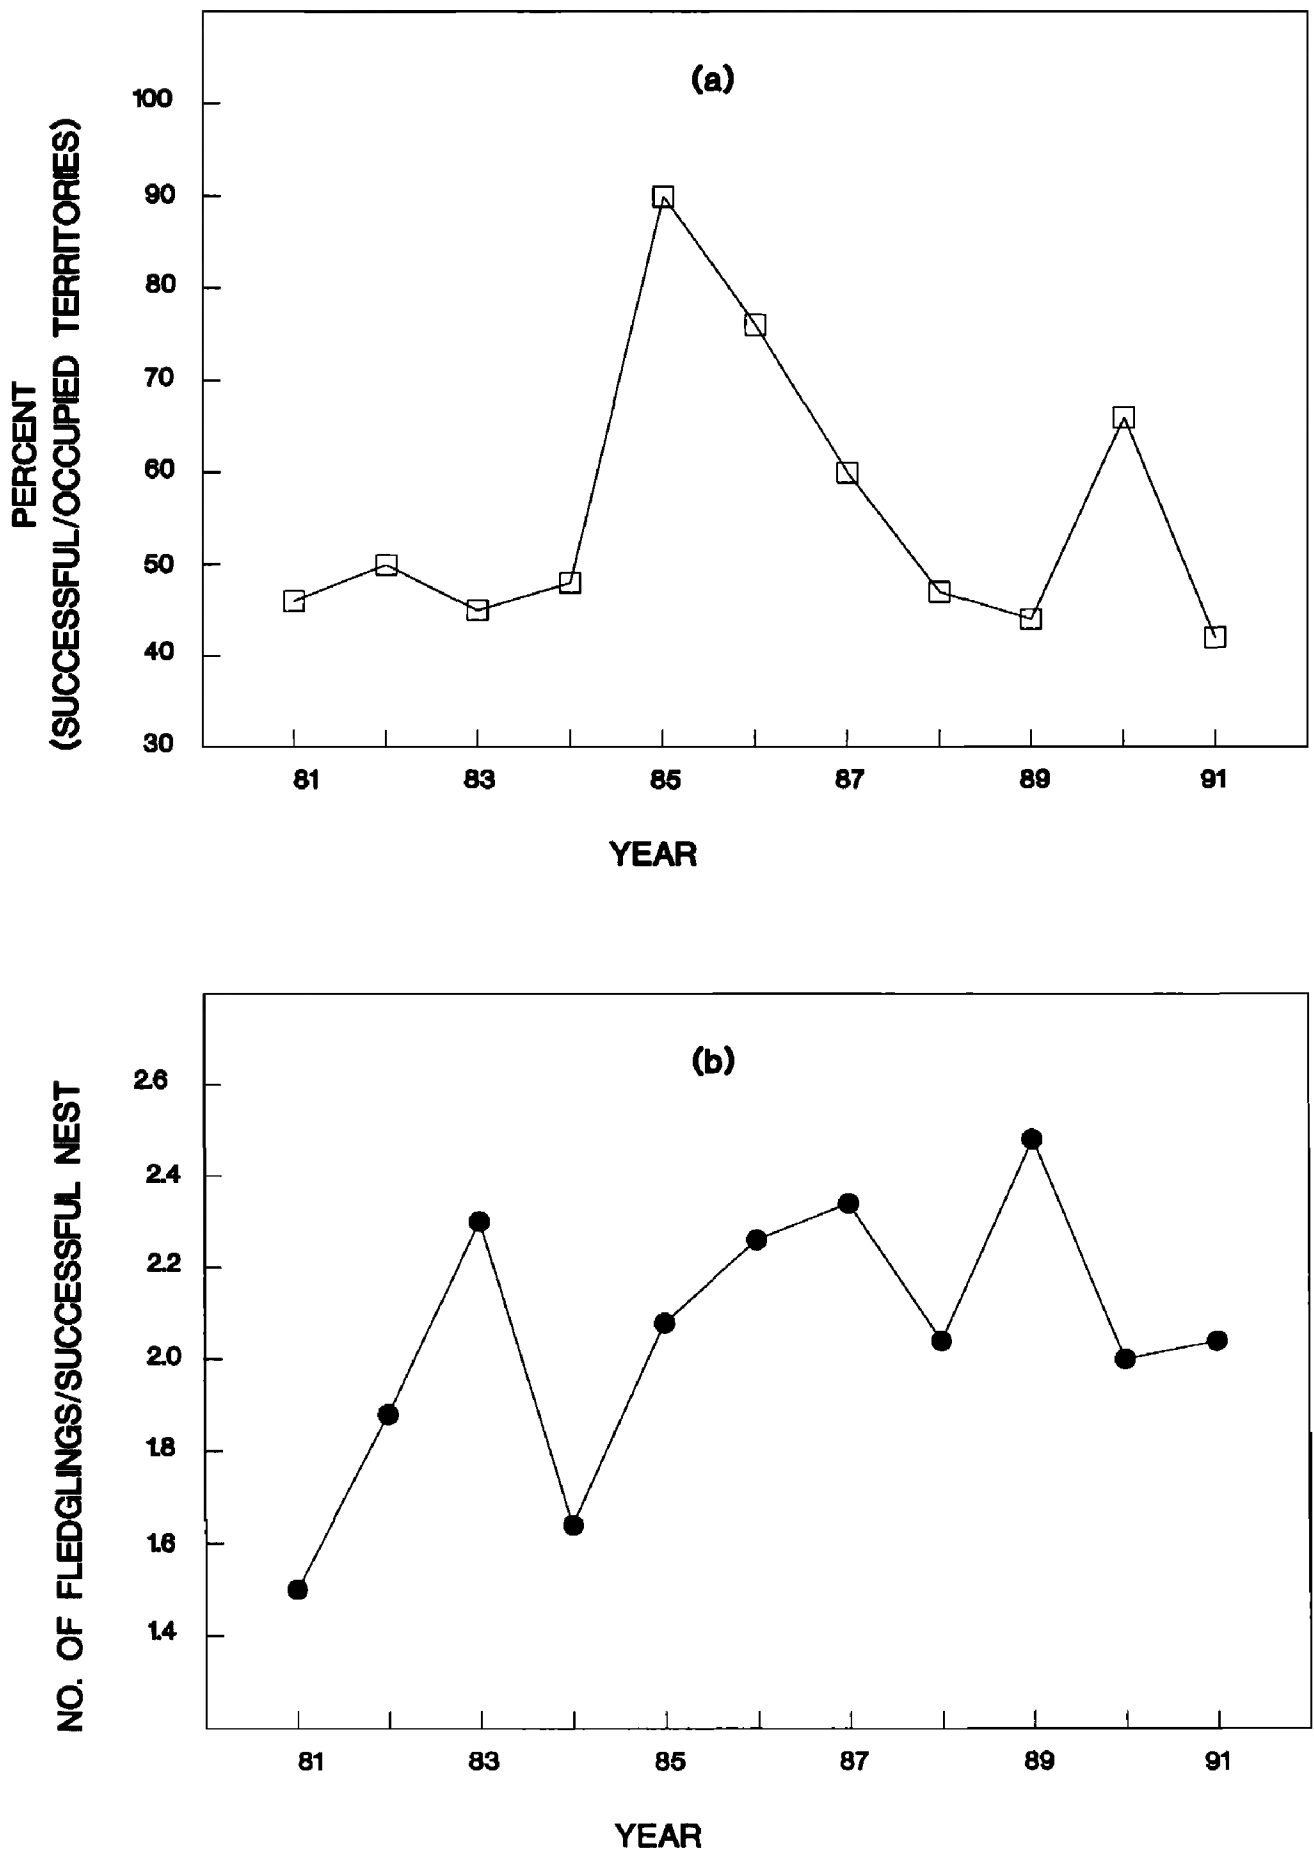 (a)
PERCENT
(SUCCESSFUL/OCCUPIED TERRITORIES)
100
90
80
70
60
50
40
30
81 83 85 87 89 91
YEAR
(b)
NO. OF FLEDGLINGS/SUCCESSFUL NEST
2.6
2.4
2.2
2.0
1.8
1.6
1.4
81 83 85 87 89 91
YEAR